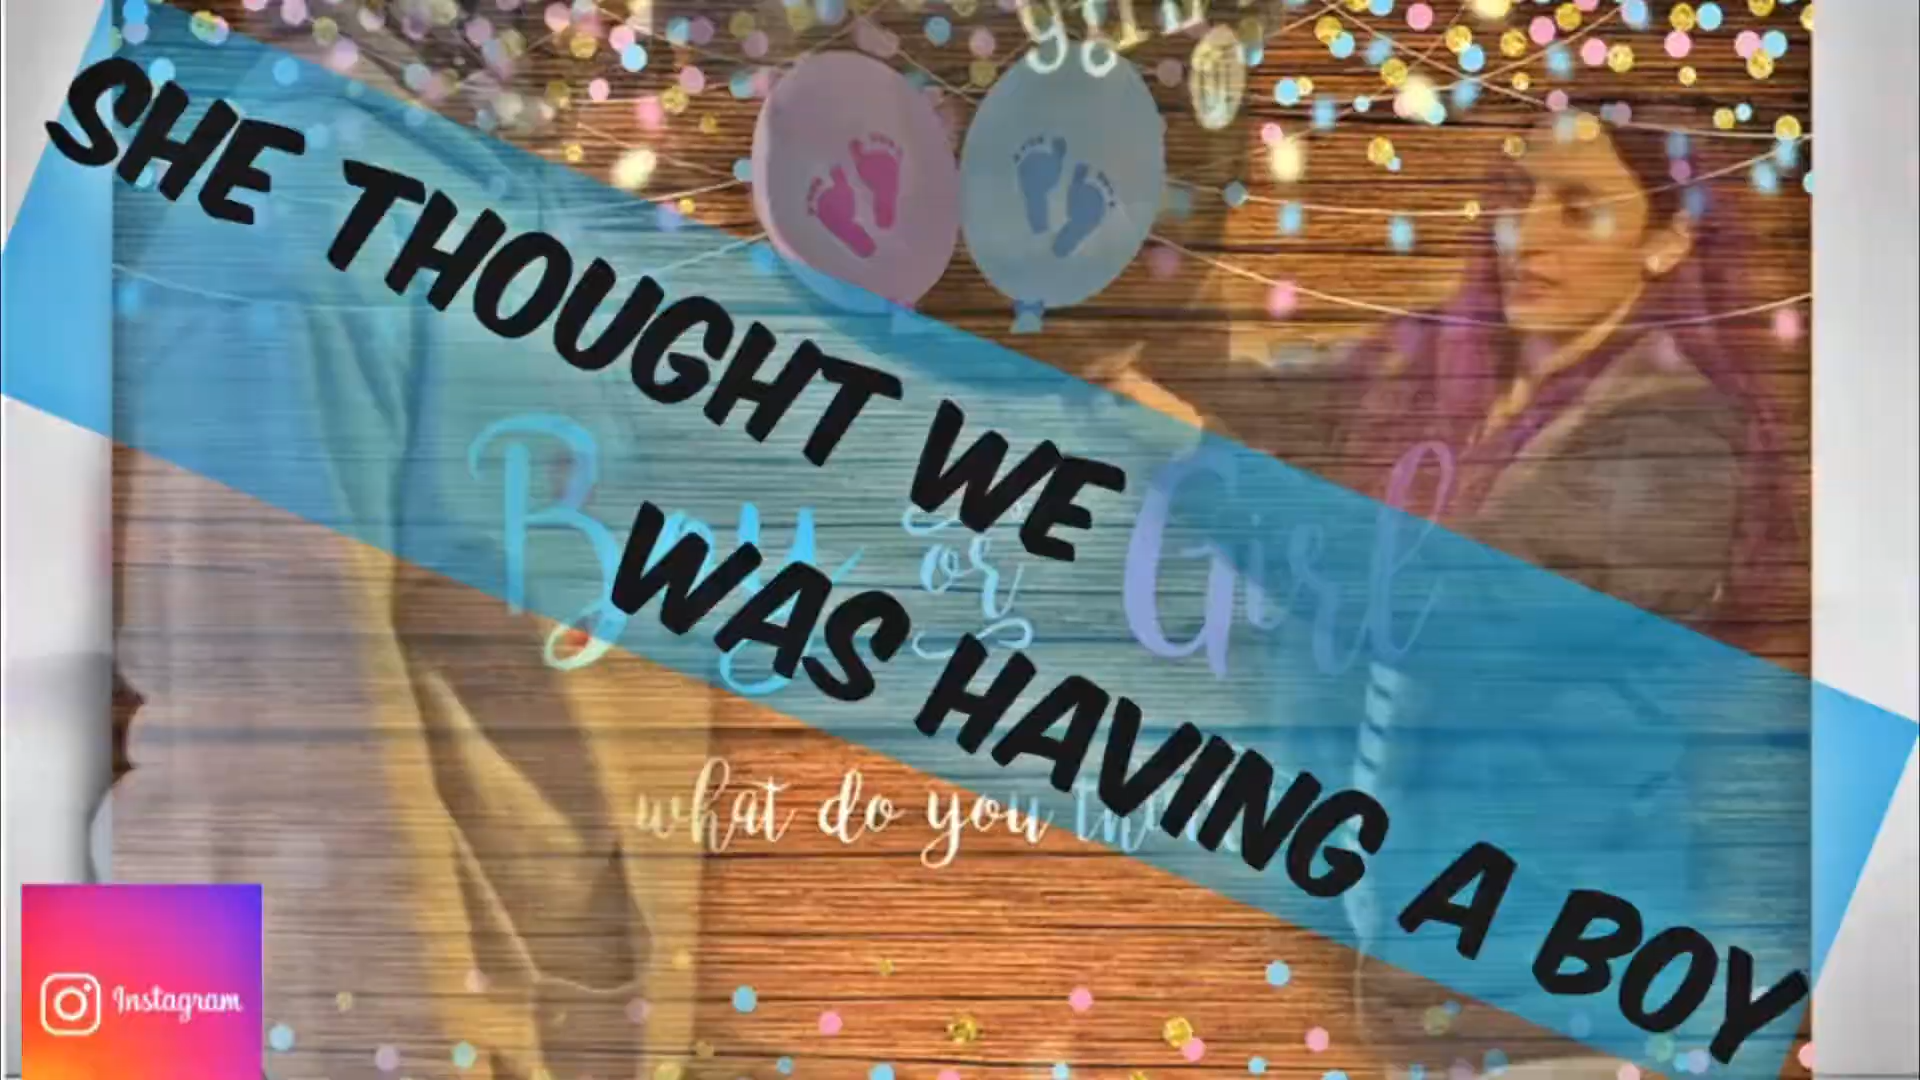 SHE THOUGHT WE
WAS HAVING A BOY
Boy or Girl
what do you
Instagram